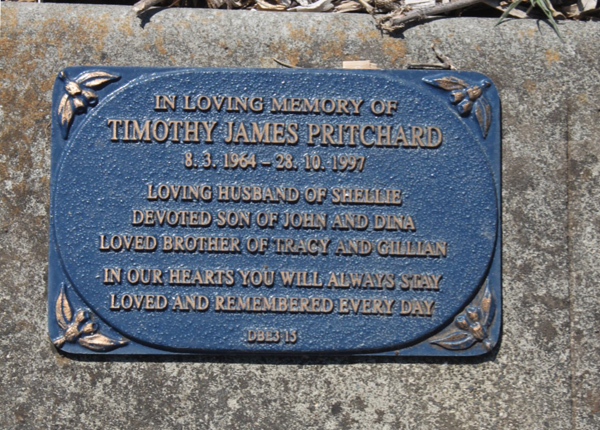 IN LOVING MEMORY OF
TIMOTHY JAMES PRITCHARD
8. 3. 1964 – 28. 10. 1997
LOVING HUSBAND OF SHELLIE
DEVOTED SON OF JOHN AND DINA
LOVED BROTHER OF TRACY AND GILLIAN
IN OUR HEARTS YOU WILL ALWAYS STAY
LOVED AND REMEMBERED EVERY DAY